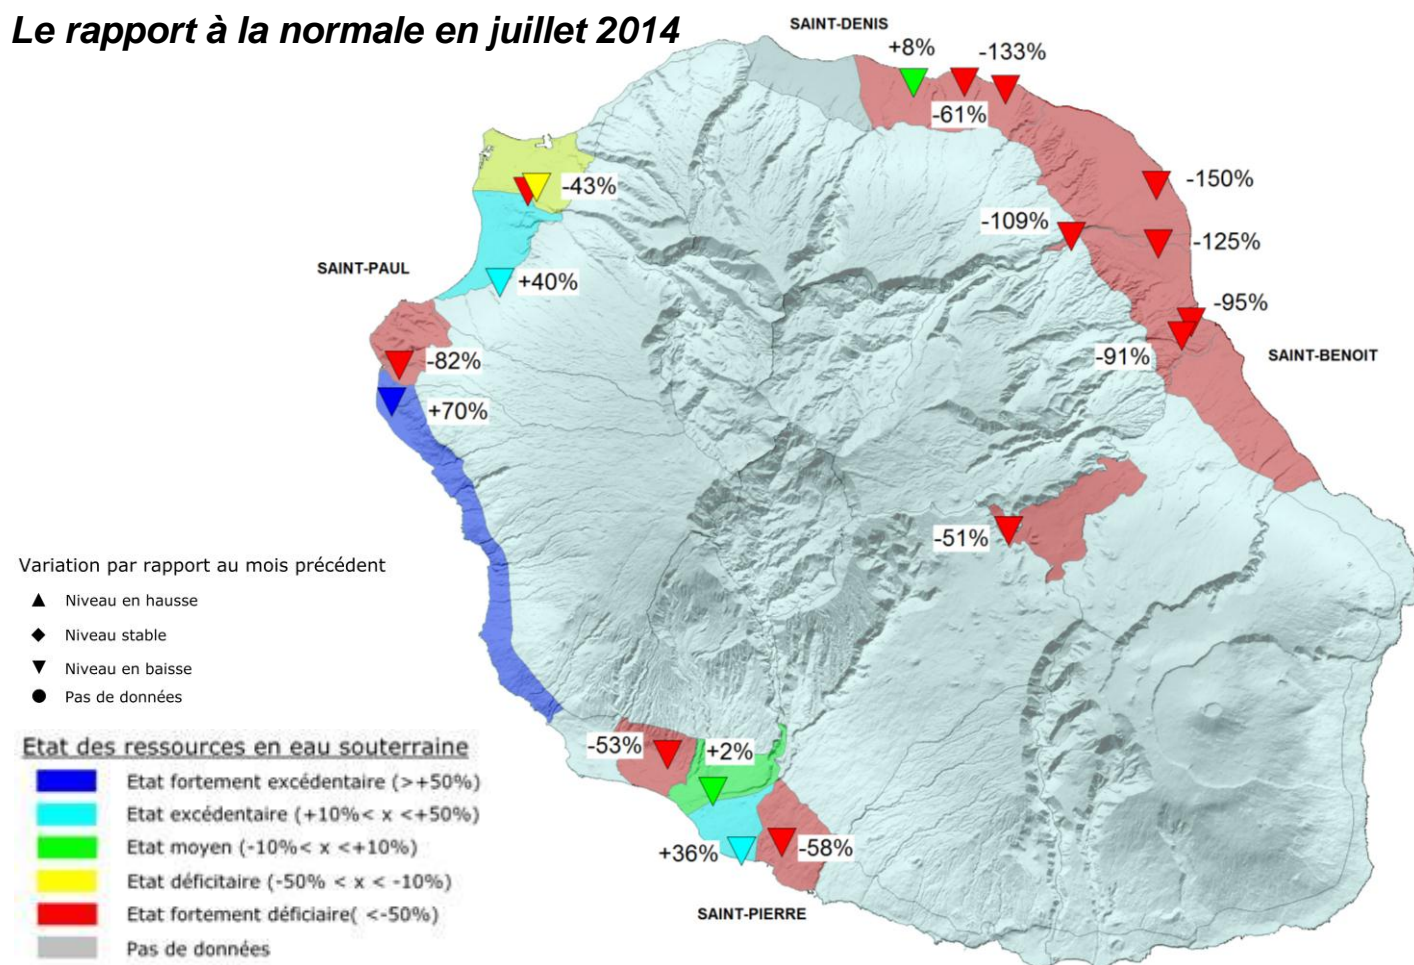 Le rapport à la normale en juillet 2014
SAINT-DENIS
+8%
-133%
-61%
-43%
-150%
-109%
-125%
SAINT-PAUL
+40%
-95%
-91%
SAINT-BENOIT
-82%
+70%
-51%
Variation par rapport au mois précédent
Niveau en hausse
Niveau stable
Niveau en baisse
Pas de données
-53%
+2%
+36%
-58%
SAINT-PIERRE
Etat des ressources en eau souterraine
Etat fortement excédentaire (>+50%)
Etat excédentaire (+10%< x <+50%)
Etat moyen (-10%< x <+10%)
Etat déficitaire (-50% < x < -10%)
Etat fortement déficiaire( <-50%)
Pas de données